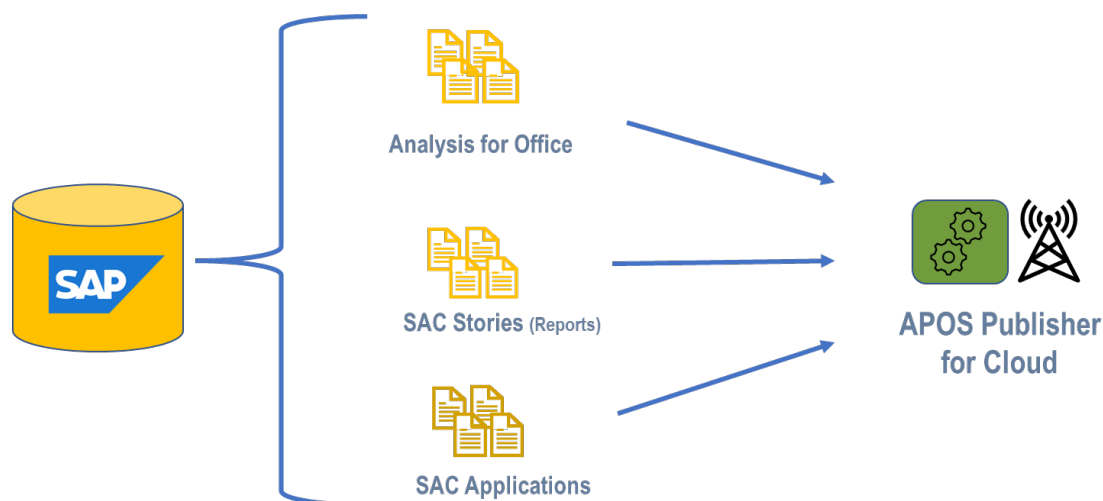 Analysis for Office
SAP
SAC Stories (Reports)
APOS Publisher
for Cloud
SAC Applications